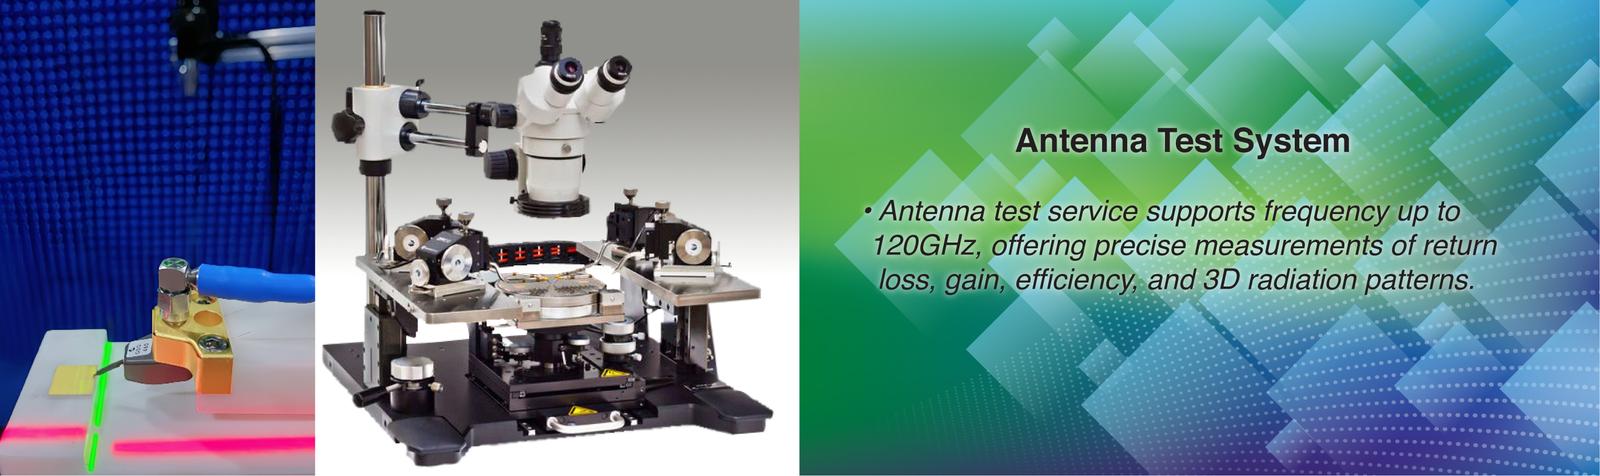 Antenna Test System
• Antenna test service supports frequency up to
120GHz, offering precise measurements of return
loss, gain, efficiency, and 3D radiation patterns.